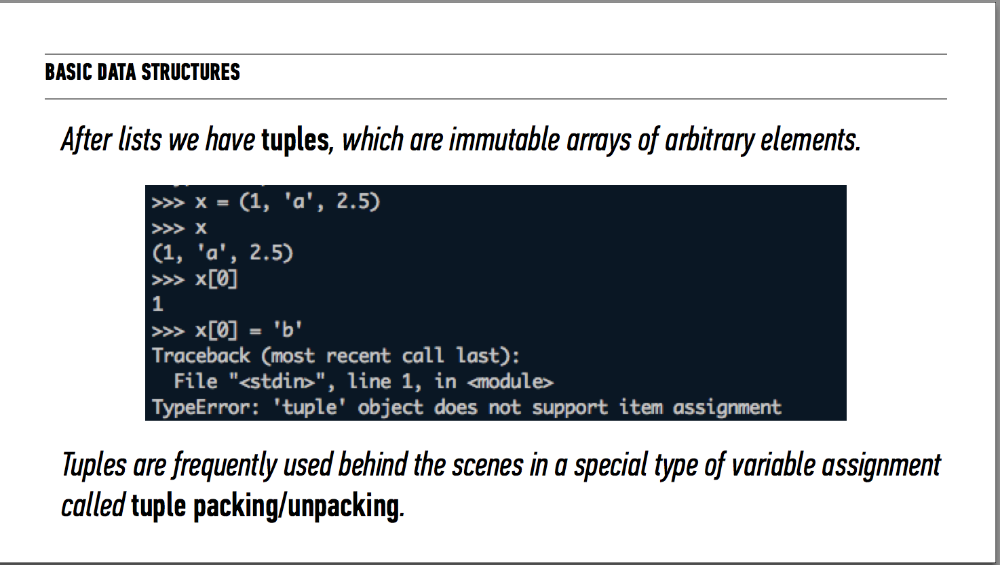 BASIC DATA STRUCTURES
After lists we have tuples, which are immutable arrays of arbitrary elements.
>>> x = (1, 'a', 2.5)
>>> x
(1, 'a', 2.5)
>>> x[0]
1
>>> x[0] = 'b'
Traceback (most recent call last):
  File "<stdin>", line 1, in <module>
TypeError: 'tuple' object does not support item assignment
Tuples are frequently used behind the scenes in a special type of variable assignment
called tuple packing/unpacking.